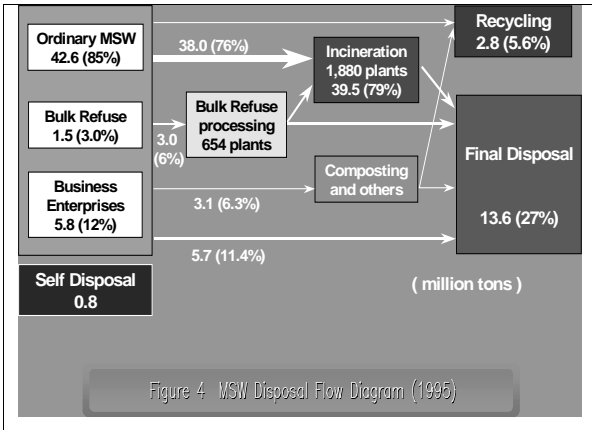 Ordinary MSW
42.6 (85%)
38.0 (76%)
Incineration
1,880 plants
39.5 (79%)
Recycling
2.8 (5.6%)
Bulk Refuse
1.5 (3.0%)
3.0
(6%)
Bulk Refuse
processing
654 plants
Final Disposal
13.6 (27%)
Business
Enterprises
5.8 (12%)
3.1 (6.3%)
Composting
and others
5.7 (11.4%)
Self Disposal
0.8
( million tons )
Figure 4 MSW Disposal Flow Diagram (1995)